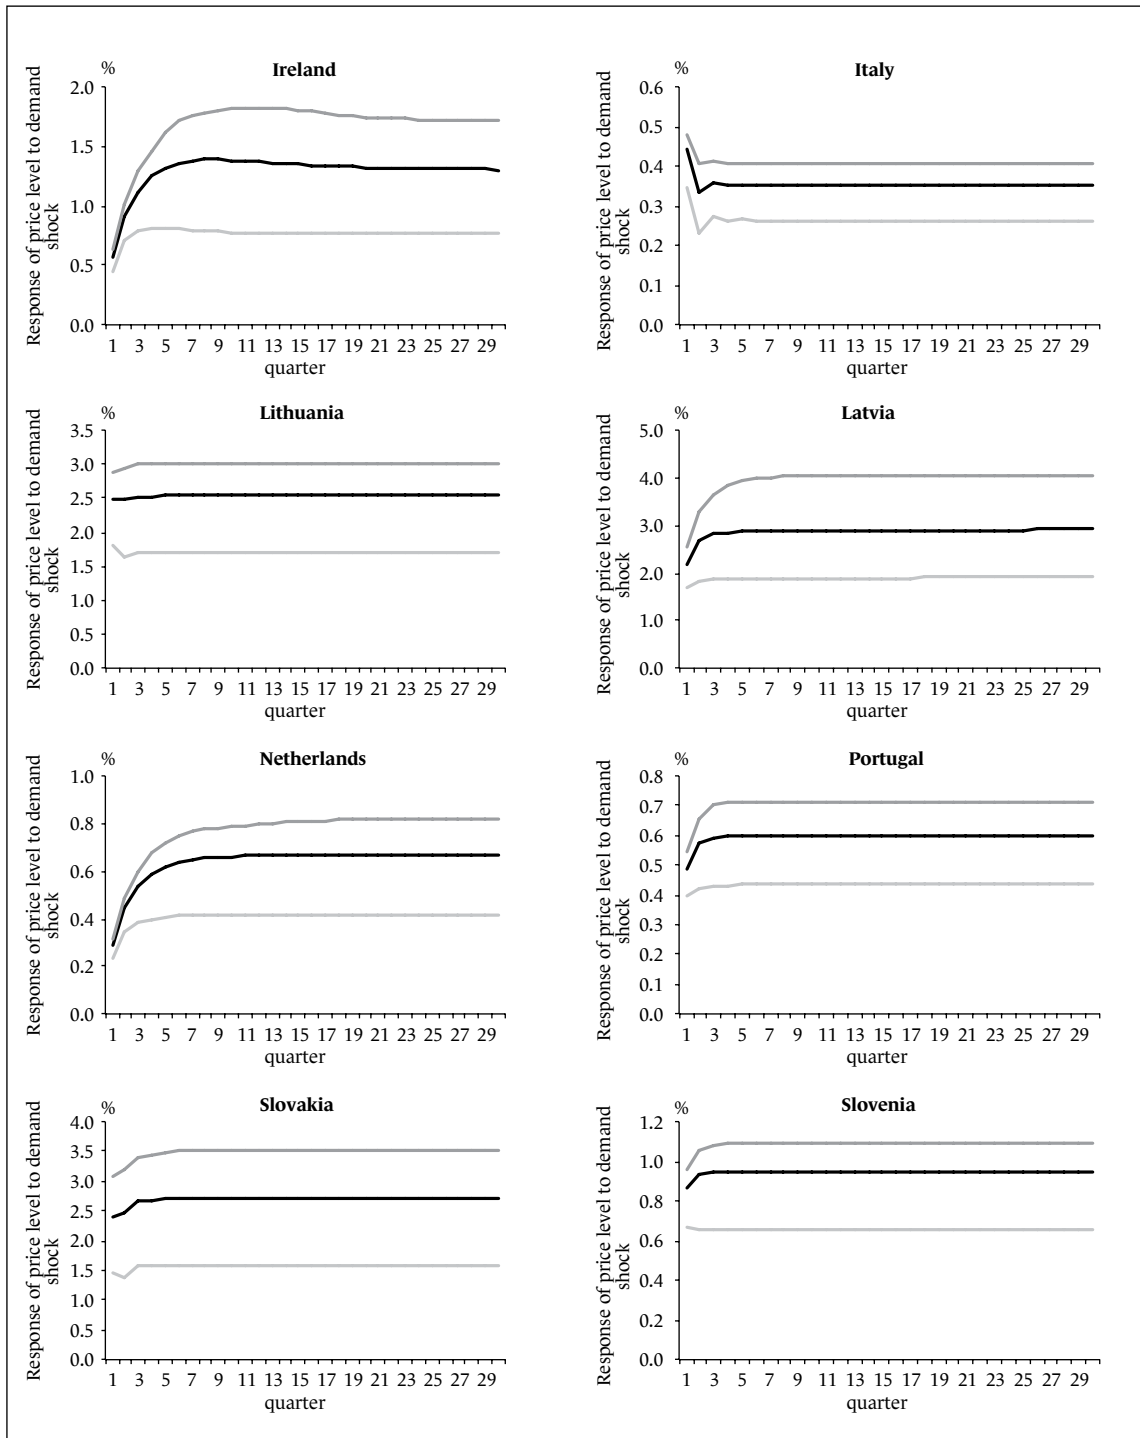 Ireland
%
Response of price level to demand
shock
2.0
1.5
1.0
0.5
0.0
1 3 5 7 9 11 13 15 17 19 21 23 25 27 29
quarter
Italy
%
Response of price level to demand
shock
0.6
0.5
0.4
0.3
0.2
0.1
0.0
1 3 5 7 9 11 13 15 17 19 21 23 25 27 29
quarter
Lithuania
%
Response of price level to demand
shock
3.5
3.0
2.5
2.0
1.5
1.0
0.5
0.0
1 3 5 7 9 11 13 15 17 19 21 23 25 27 29
quarter
Latvia
%
Response of price level to demand
shock
5.0
4.0
3.0
2.0
1.0
0.0
1 3 5 7 9 11 13 15 17 19 21 23 25 27 29
quarter
Netherlands
%
Response of price level to demand
shock
1.0
0.8
0.6
0.4
0.2
0.0
1 3 5 7 9 11 13 15 17 19 21 23 25 27 29
quarter
Portugal
%
Response of price level to demand
shock
0.8
0.7
0.6
0.5
0.4
0.3
0.2
0.1
0.0
1 3 5 7 9 11 13 15 17 19 21 23 25 27 29
quarter
Slovakia
%
Response of price level to demand
shock
4.0
3.5
3.0
2.5
2.0
1.5
1.0
0.5
0.0
1 3 5 7 9 11 13 15 17 19 21 23 25 27 29
quarter
Slovenia
%
Response of price level to demand
shock
1.2
1.0
0.8
0.6
0.4
0.2
0.0
1 3 5 7 9 11 13 15 17 19 21 23 25 27 29
quarter